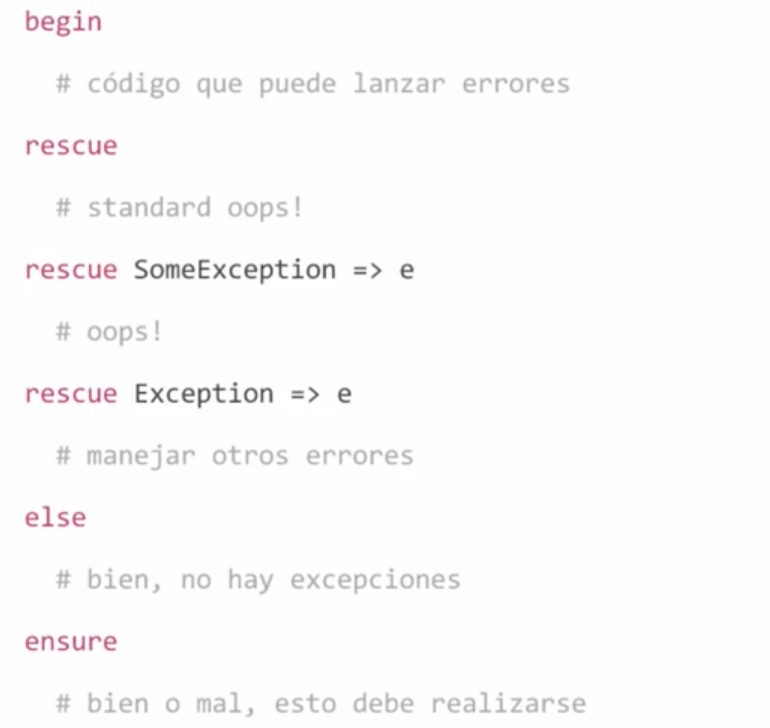 begin
# código que puede lanzar errores
rescue
# standard oops!
rescue SomeException => e
# oops!
rescue Exception => e
# manejar otros errores
else
# bien, no hay excepciones
ensure
# bien o mal, esto debe realizarse